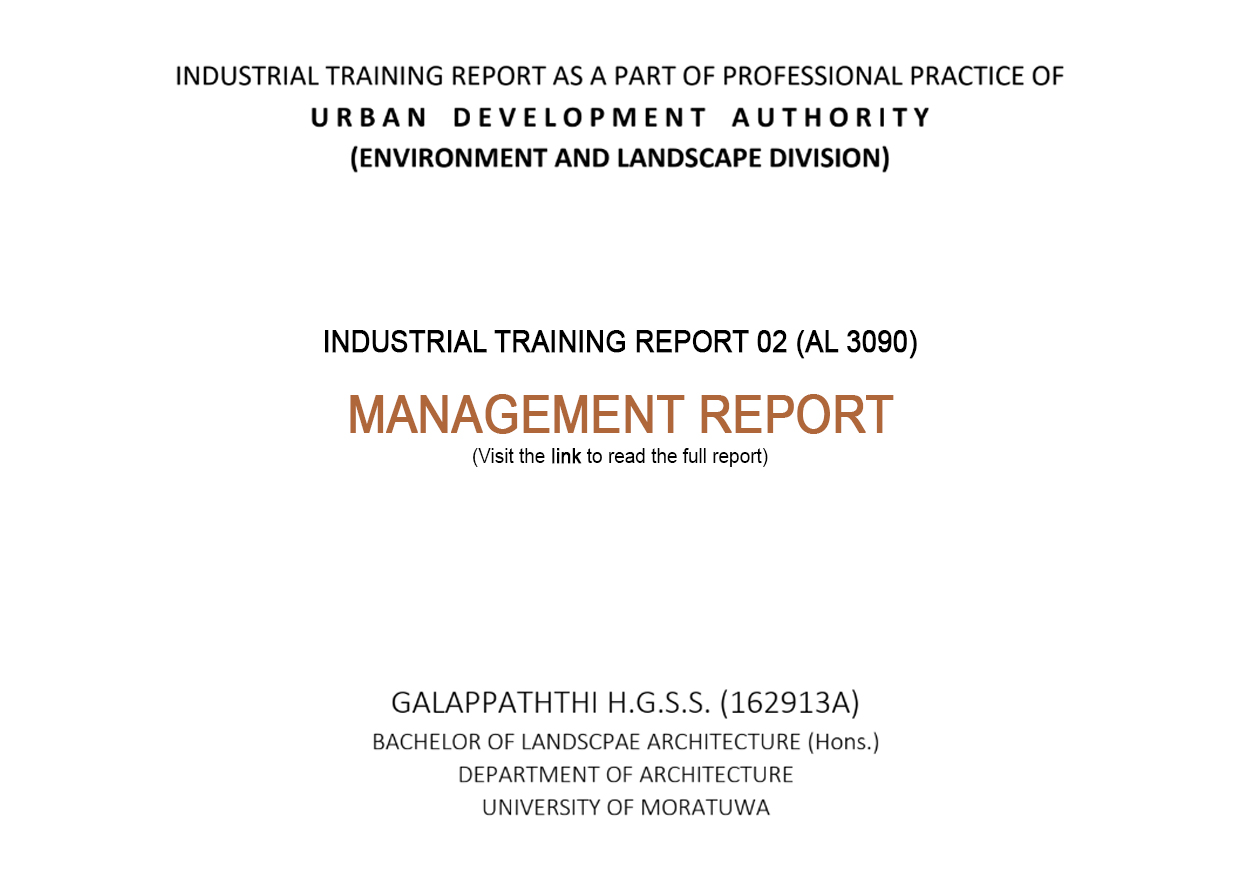 INDUSTRIAL TRAINING REPORT AS A PART OF PROFESSIONAL PRACTICE OF
URBAN DEVELOPMENT AUTHORITY
(ENVIRONMENT AND LANDSCAPE DIVISION)
INDUSTRIAL TRAINING REPORT 02 (AL 3090)
MANAGEMENT REPORT
(Visit the link to read the full report)
GALAPPATHTHI H.G.S.S. (162913A)
BACHELOR OF LANDSCPAE ARCHITECTURE (Hons.)
DEPARTMENT OF ARCHITECTURE
UNIVERSITY OF MORATUWA